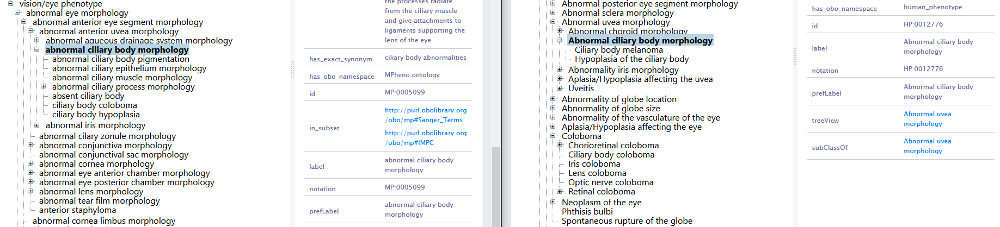 vision/eye phenotype
abnormal eye morphology
abnormal anterior eye segment morphology
abnormal anterior uvea morphology
abnormal aqueous drainage system morphology
abnormal ciliary body morphology
abnormal ciliary body pigmentation
abnormal ciliary epithelium morphology
abnormal ciliary muscle morphology
abnormal ciliary process morphology
absent ciliary body
ciliary body coloboma
ciliary body hypoplasia
abnormal iris morphology
abnormal cilary zonule morphology
abnormal conjunctiva morphology
abnormal conjunctival sac morphology
abnormal cornea morphology
abnormal eye anterior chamber morphology
abnormal eye posterior chamber morphology
abnormal lens morphology
abnormal tear film morphology
anterior staphyloma
abnormal cornea limbus morphology
the processes radiate
from the ciliary muscle
and give attachments to
ligaments supporting the
lens of the eye
has_exact_synonym ciliary body abnormalities
has_obo_namespace MPheno.ontology
id MP:0005099
in_subset
http://purl.obolibrary.org
/obo/mp#Sanger_Terms
http://purl.obolibrary.org
/obo/mp#IMPC
label abnormal ciliary body
morphology
notation MP:0005099
prefLabel abnormal ciliary body
morphology
Abnormal posterior eye segment morphology
Abnormal sclera morphology
Abnormal uvea morphology
Abnormal choroid morphology
Abnormal ciliary body morphology
Ciliary body melanoma
Hypoplasia of the ciliary body
Abnormality iris morphology
Aplasia/Hypoplasia affecting the uvea
Uveitis
Abnormality of globe location
Abnormality of globe size
Abnormality of the vasculature of the eye
Aplasia/Hypoplasia affecting the eye
Coloboma
Chorioretinal coloboma
Ciliary body coloboma
Iris coloboma
Lens coloboma
Optic nerve coloboma
Retinal coloboma
Neoplasm of the eye
Phthisis bulbi
Spontaneous rupture of the globe
has_obo_namespace human_phenotype
id HP:0012776
label Abnormal ciliary body
morphology
notation HP:0012776
prefLabel Abnormal ciliary body
morphology
treeView Abnormal uvea
morphology
subClassOf Abnormal uvea
morphology